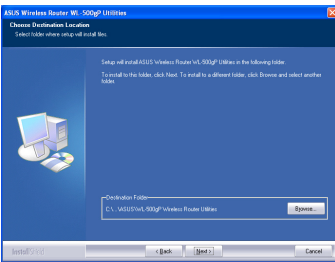 ASUS Wireless Router WL-500gP Utilities
Choose Destination Location
Select folder where setup will install files.
Setup will install ASUS Wireless Router WL-500gP Utilities in the following folder.
To install to this folder, click Next. To install to a different folder, click Browse and select another
folder.
Destination Folder
C:\...\ASUS\WL-500gP Wireless Router Utilities
Browse...
InstallShield
< Back
Next >
Cancel